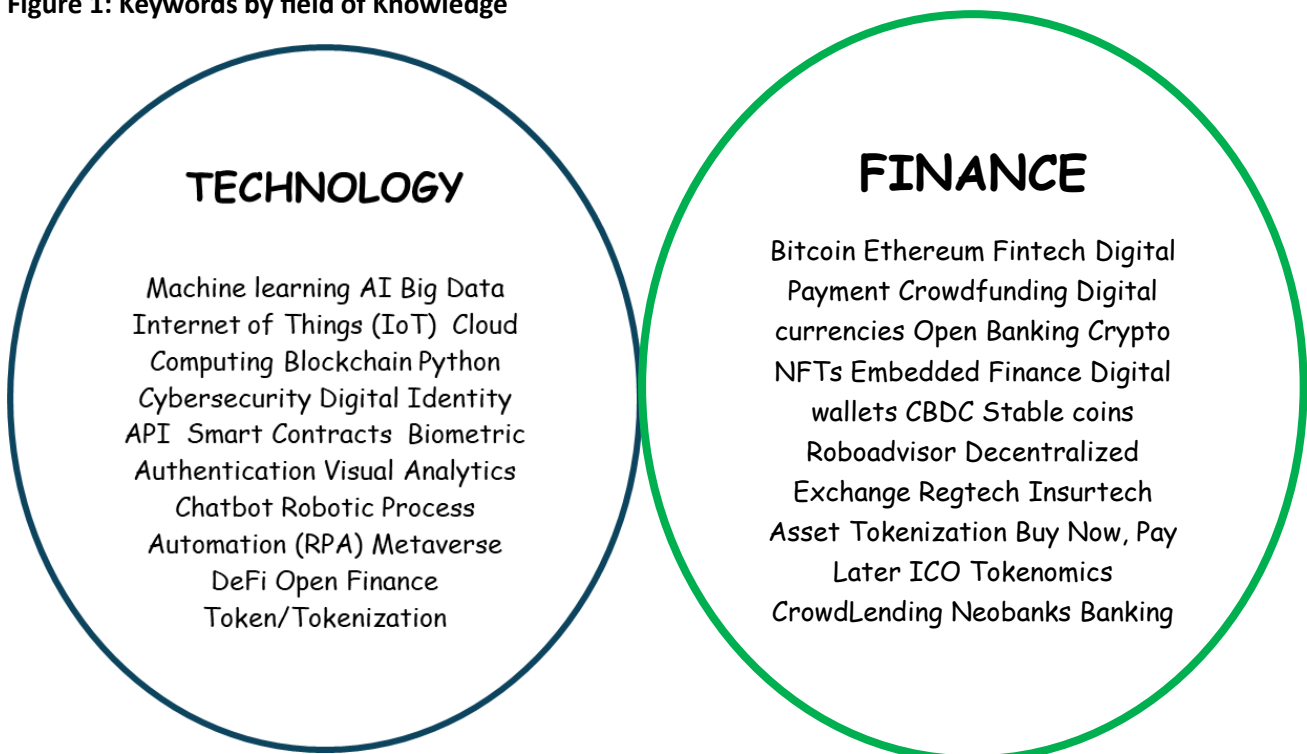 Figure 1: Keywords by field of Knowledge
TECHNOLOGY
Machine learning AI Big Data
Internet of Things (IoT) Cloud
Computing Blockchain Python
Cybersecurity Digital Identity
API Smart Contracts Biometric
Authentication Visual Analytics
Chatbot Robotic Process
Automation (RPA) Metaverse
DeFi Open Finance
Token/Tokenization
FINANCE
Bitcoin Ethereum Fintech Digital
Payment Crowdfunding Digital
currencies Open Banking Crypto
NFTs Embedded Finance Digital
wallets CBDC Stable coins
Roboadvisor Decentralized
Exchange Regtech Insurtech
Asset Tokenization Buy Now, Pay
Later ICO Tokenomics
CrowdLending Neobanks Banking